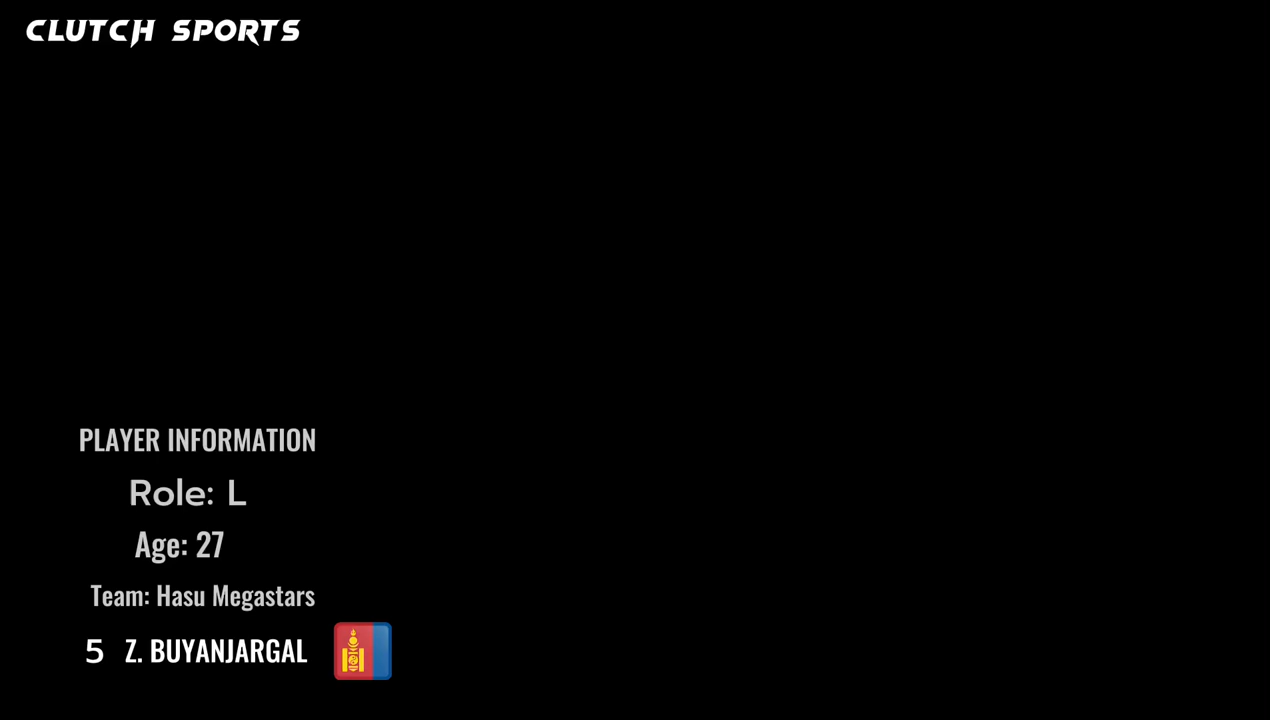 CLUTCH SPORTS
PLAYER INFORMATION
Role: L
Age: 27
Team: Hasu Megastars
5 Z. BUYANJARGAL